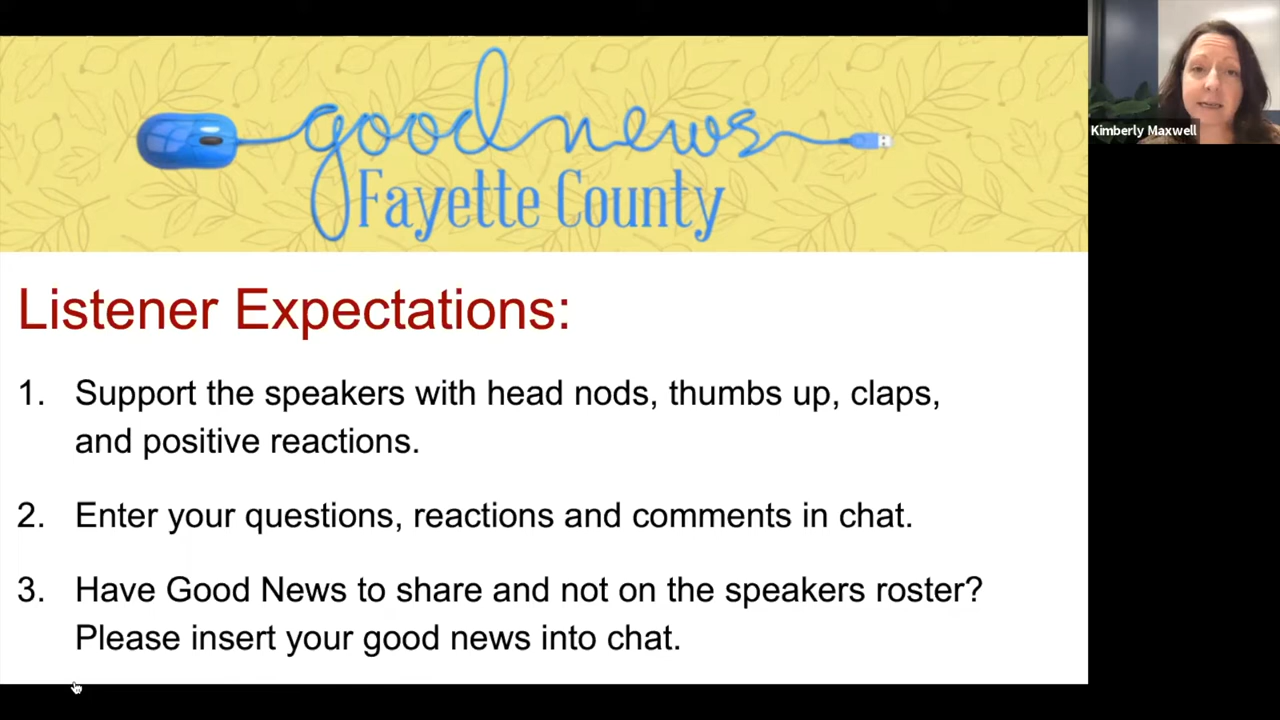 good news
Fayette County
Kimberly Maxwell
Listener Expectations:
1. Support the speakers with head nods, thumbs up, claps,
and positive reactions.
2. Enter your questions, reactions and comments in chat.
3. Have Good News to share and not on the speakers roster?
Please insert your good news into chat.